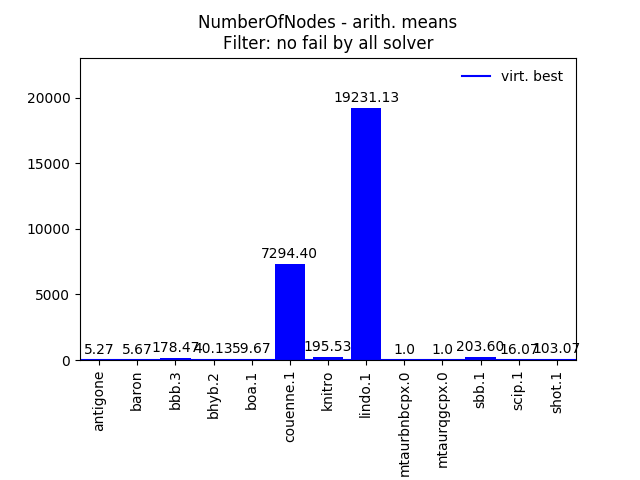 NumberOfNodes - arith. means
Filter: no fail by all solver
virt. best
20000
15000
10000
5000
0
5.27
5.67
178.47
40.13
59.67
7294.40
195.53
19231.13
1.0
1.0
203.60
16.07
103.07
antigone
baron
bbb.3
bhyb.2
boa.1
couenne.1
knitro
lindo.1
mtaurbnbcpx.0
mtaurqgcpx.0
sbb.1
scip.1
shot.1